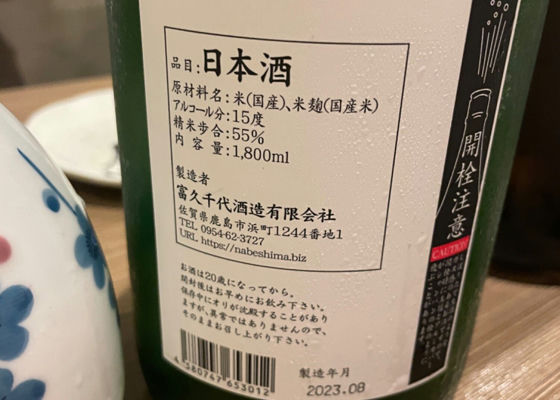 品目:日本酒
原材料名:米(国産)、米麹(国産米)
アルコール分:15度
精米歩合:55%
内容量:1,800ml
製造者
富久千代酒造有限会社
佐賀県鹿島市浜町1244番地1
TEL 0954-62-3727
URL https://nabeshima.biz
お酒は20歳になってから。
開封後はお早めにお飲み下さい。
保存中にオリが沈殿することがあり
ますが、異常ではありませんので、
そのままお召し上がり下さい。
4580747653012
製造年月
2023.08
開栓注意
CAUTION